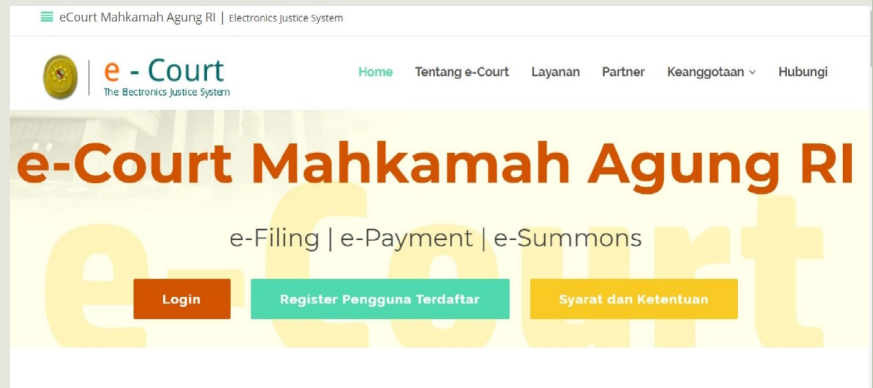 eCourt Mahkamah Agung RI | Electronics Justice System
e - Court
The Electronics Justice System
Home Tentang e-Court Layanan Partner Keanggotaan Hubungi
e-Court Mahkamah Agung RI
e-Court
e-Filing | e-Payment | e-Summons
Login Register Pengguna Terdaftar Syarat dan Ketentuan